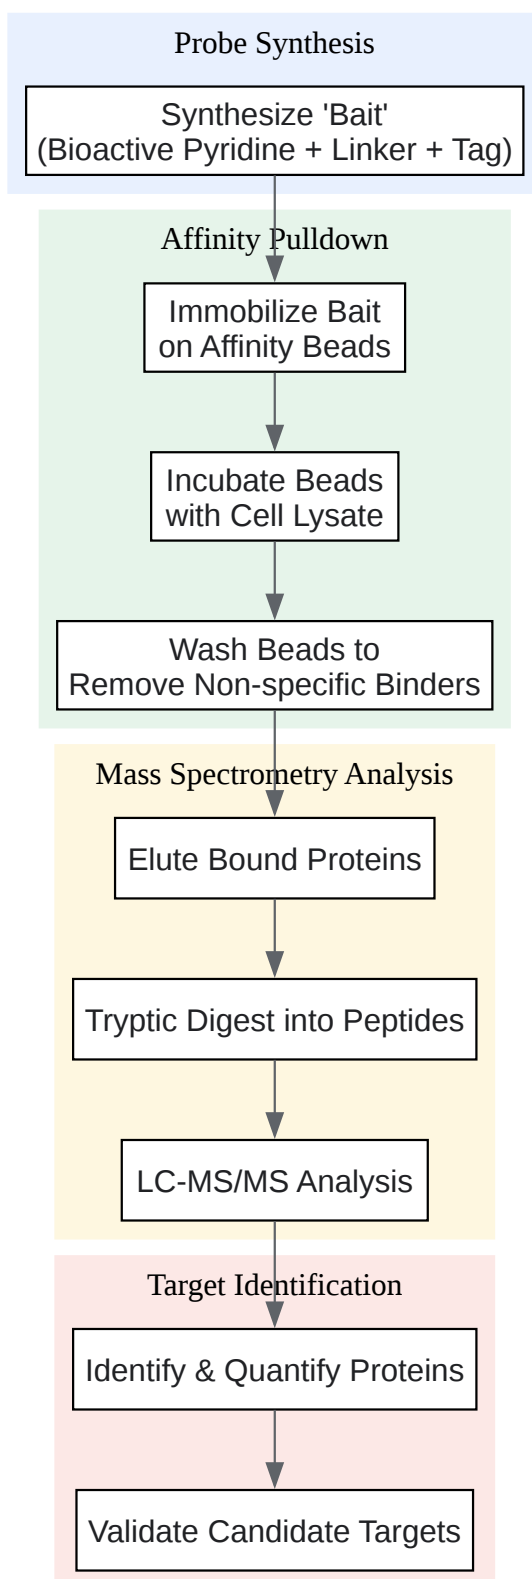 Probe Synthesis
Synthesize 'Bait'
(Bioactive Pyridine + Linker + Tag)
Affinity Pulldown
Immobilize Bait
on Affinity Beads
Incubate Beads
with Cell Lysate
Wash Beads to
Remove Non-specific Binders
Mass Spectrometry Analysis
Elute Bound Proteins
Tryptic Digest into Peptides
LC-MS/MS Analysis
Target Identification
Identify & Quantify Proteins
Validate Candidate Targets